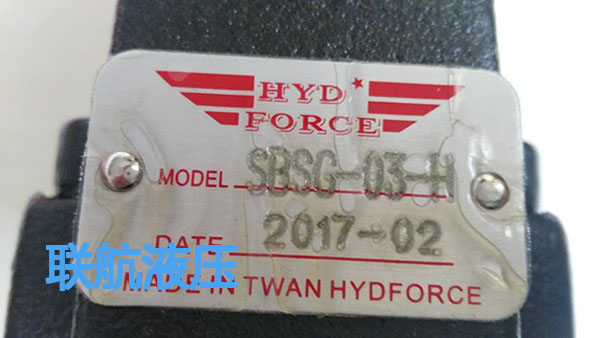 HYD
FORCE
MODEL SBSG-03-H
DATE 2017-02
联航液压
MADE IN TWAN HYDFORCE